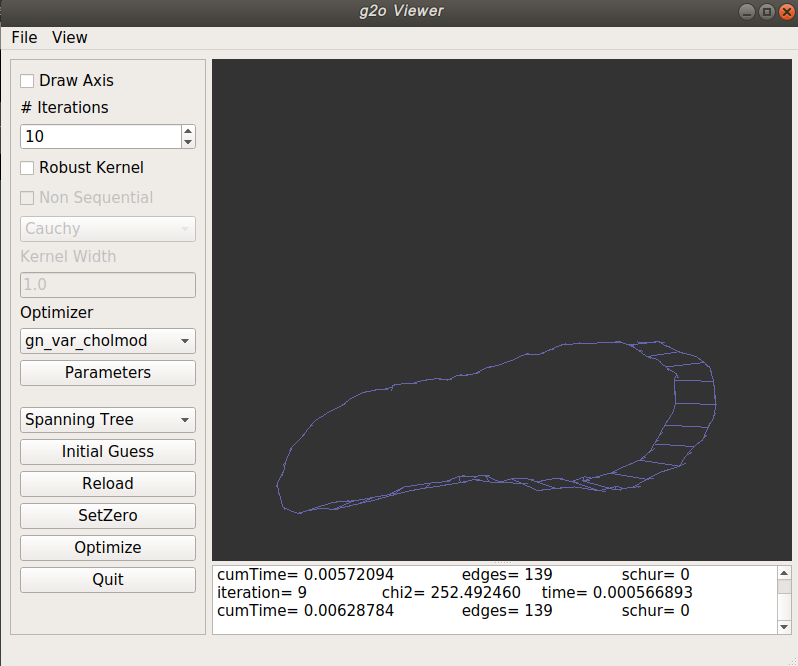 g2o Viewer
File View
Draw Axis
# Iterations
10
Robust Kernel
Non Sequential
Cauchy
Kernel Width
1.0
Optimizer
gn_var_cholmod
Parameters
Spanning Tree
Initial Guess
Reload
SetZero
Optimize
Quit
cumTime= 0.00572094 edges= 139 schur= 0
iteration= 9 chi2= 252.492460 time= 0.000566893
cumTime= 0.00628784 edges= 139 schur= 0